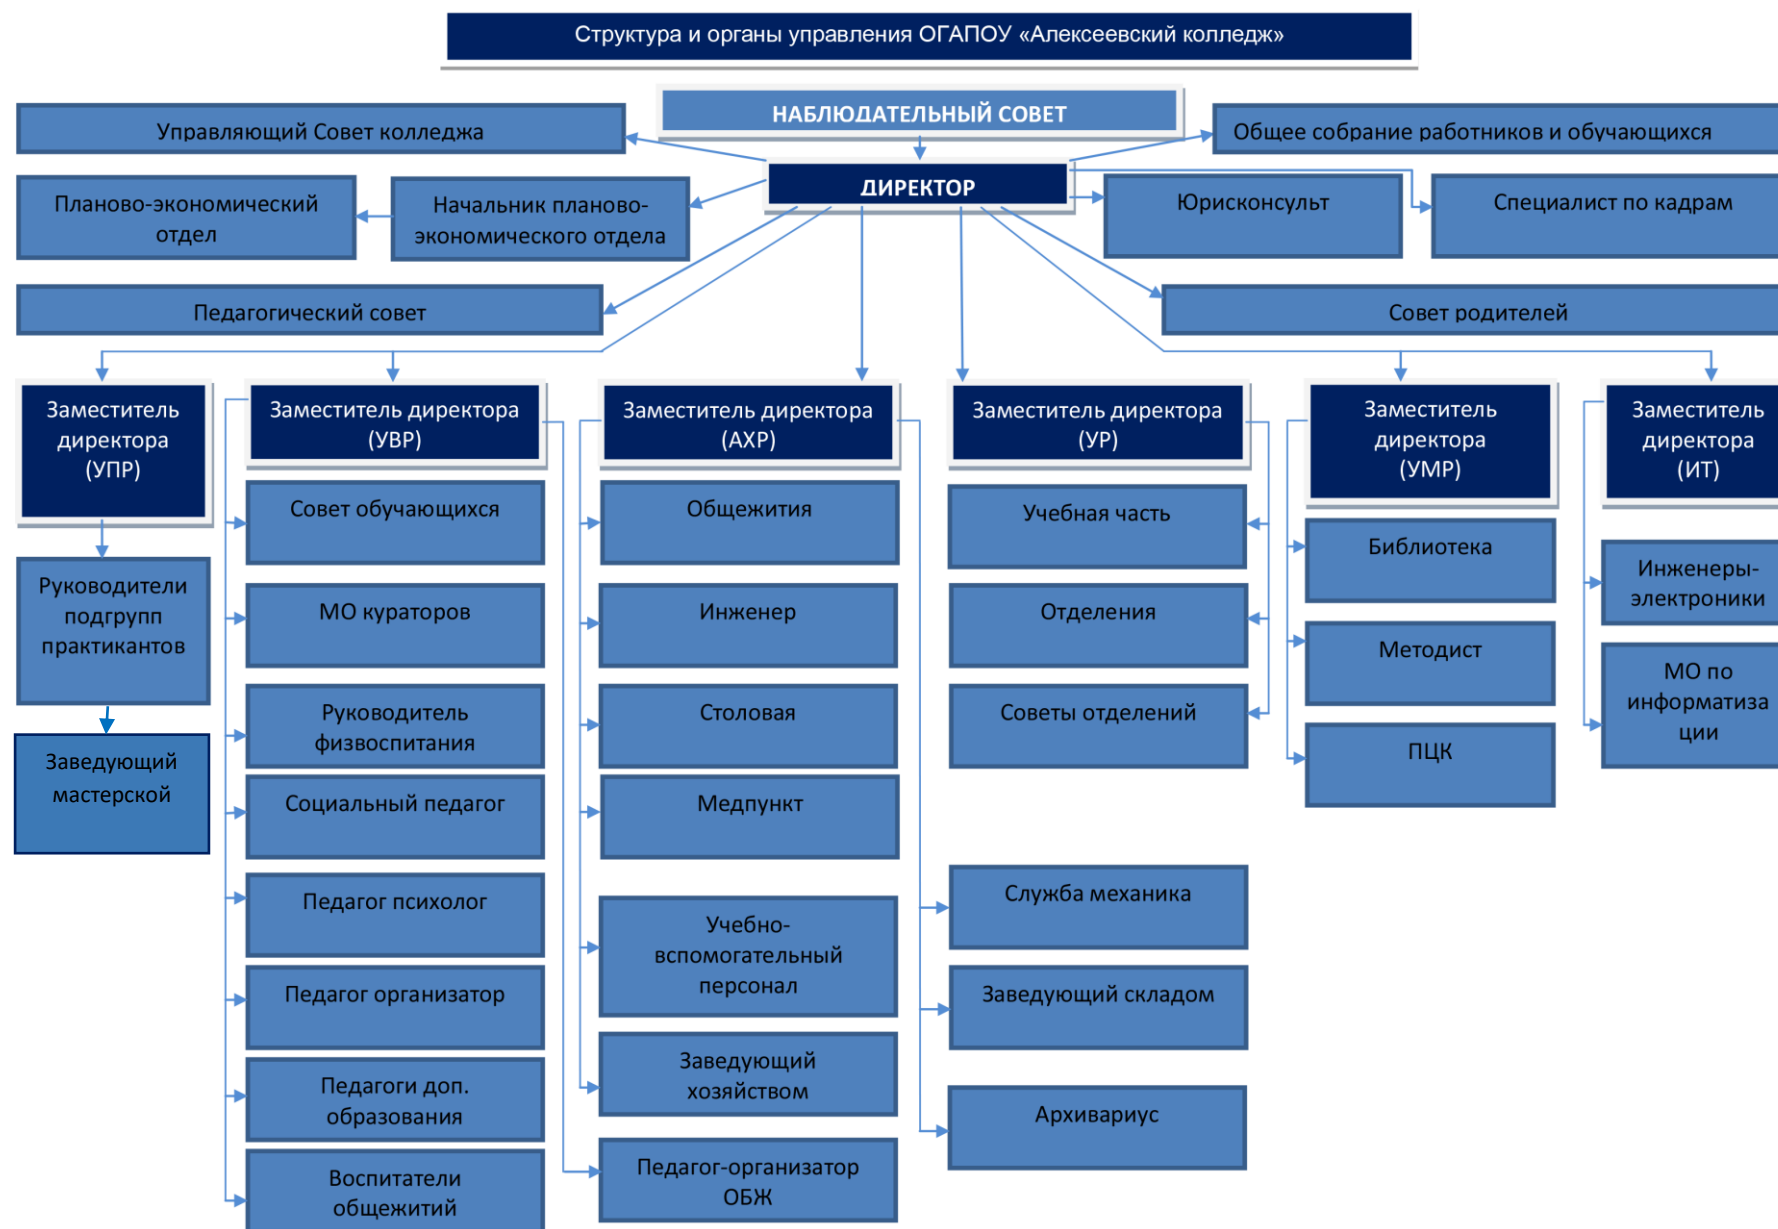 Структура и органы управления ОГАПОУ «Алексеевский колледж»
НАБЛЮДАТЕЛЬНЫЙ СОВЕТ
Управляющий Совет колледжа
Общее собрание работников и обучающихся
ДИРЕКТОР
Планово-экономический
отдел
Начальник планово-
экономического отдела
Юрисконсульт
Специалист по кадрам
Педагогический совет
Совет родителей
Заместитель
директора
(УПР)
Руководители
подгрупп
практикантов
Заведующий
мастерской
Заместитель директора
(УВР)
Совет обучающихся
МО кураторов
Руководитель
физвоспитания
Социальный педагог
Педагог психолог
Педагог организатор
Педагоги доп.
образования
Воспитатели
общежитий
Заместитель директора
(АХР)
Общежития
Инженер
Столовая
Медпункт
Учебно-
вспомогательный
персонал
Заведующий
хозяйством
Педагог-организатор
ОБЖ
Заместитель директора
(УР)
Учебная часть
Отделения
Советы отделений
Служба механика
Заведующий складом
Архивариус
Заместитель
директора
(УМР)
Библиотека
Методист
ПЦК
Заместитель
директора
(ИТ)
Инженеры-
электроники
МО по
информатиза
ции